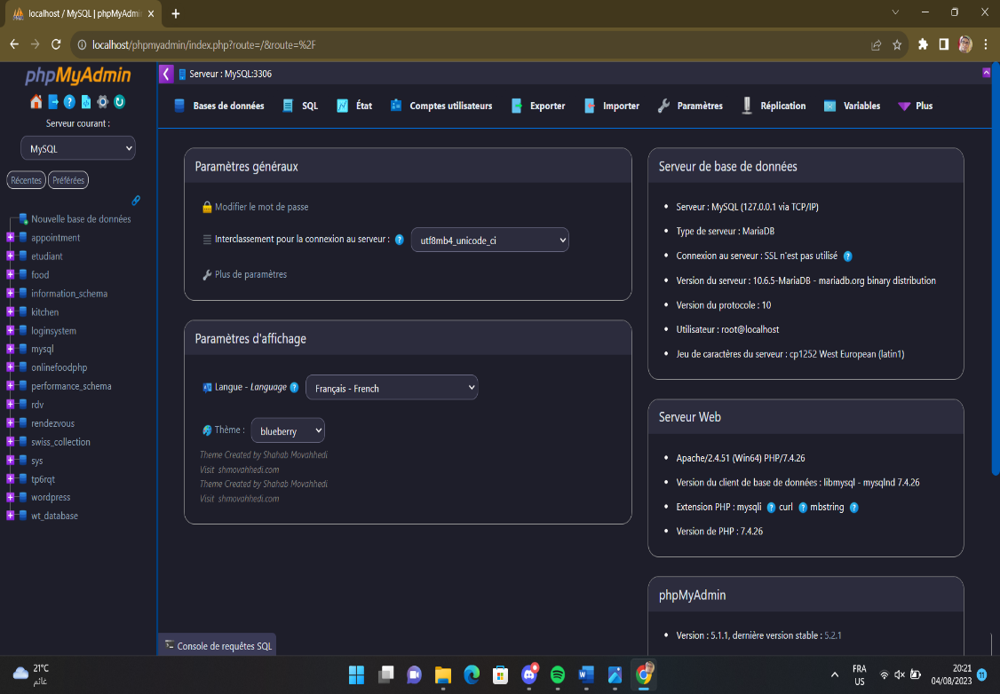 localhost / MySQL | phpMyAdmin
localhost/phpmyadmin/index.php?route=/&route=%2F
phpMyAdmin
Serveur courant :
MySQL
Récentes Préférées
Nouvelle base de données
appointment
etudiant
food
information_schema
kitchen
loginsystem
mysql
onlinefoodphp
performance_schema
rdv
rendezvous
swiss_collection
sys
tp6rqt
wordpress
wt_database
Serveur : MySQL:3306
Bases de données SQL État Comptes utilisateurs Exporter Importer Paramètres Réplication Variables Plus
Paramètres généraux
Modifier le mot de passe
Interclassement pour la connexion au serveur : utf8mb4_unicode_ci
Plus de paramètres
Paramètres d'affichage
Langue - Language Français - French
Thème : blueberry
Theme Created by Shahab Movahhedi
Visit shmovahhedi.com
Theme Created by Shahab Movahhedi
Visit shmovahhedi.com
Serveur de base de données
Serveur : MySQL (127.0.0.1 via TCP/IP)
Type de serveur : MariaDB
Connexion au serveur : SSL n'est pas utilisé
Version du serveur : 10.6.5-MariaDB - mariadb.org binary distribution
Version du protocole : 10
Utilisateur : root@localhost
Jeu de caractères du serveur : cp1252 West European (latin1)
Serveur Web
Apache/2.4.51 (Win64) PHP/7.4.26
Version du client de base de données : libmysql - mysqlnd 7.4.26
Extension PHP : mysqli curl mbstring
Version de PHP : 7.4.26
phpMyAdmin
Version : 5.1.1, dernière version stable : 5.2.1
Console de requêtes SQL
21°C
غائم
FRA
US
20:21
04/08/2023
11